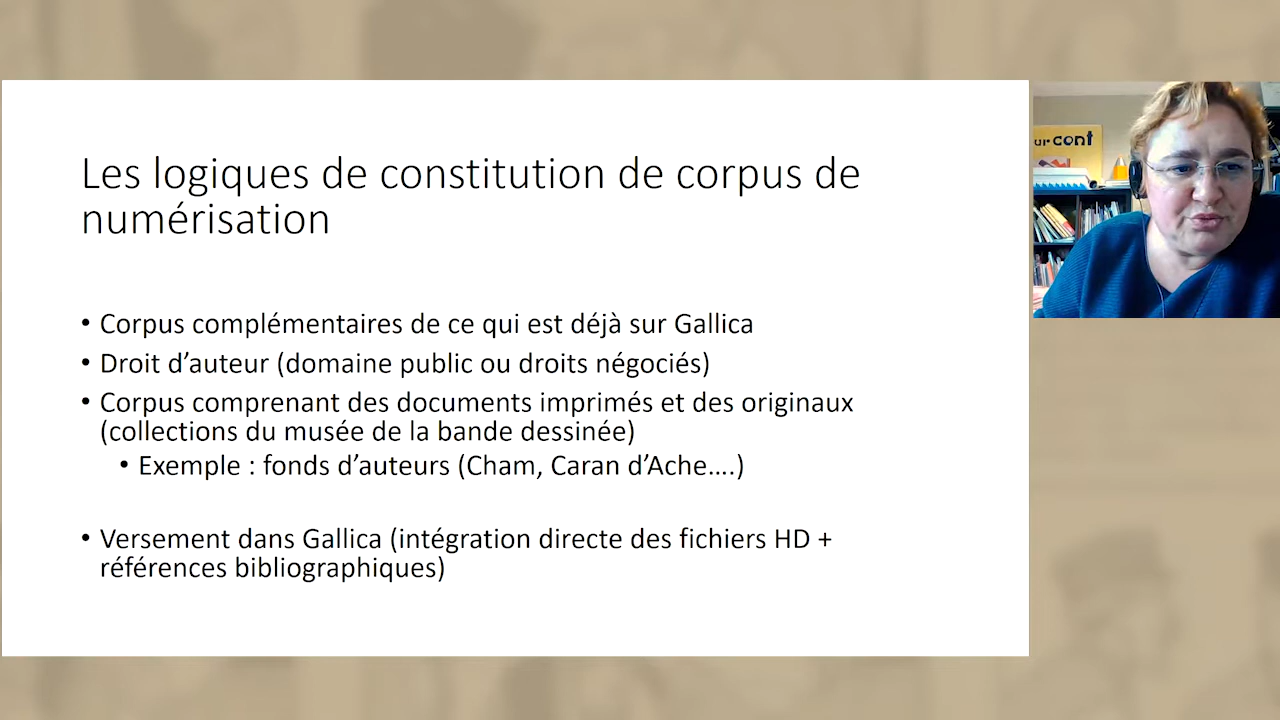 Les logiques de constitution de corpus de
numérisation
• Corpus complémentaires de ce qui est déjà sur Gallica
• Droit d’auteur (domaine public ou droits négociés)
• Corpus comprenant des documents imprimés et des originaux
(collections du musée de la bande dessinée)
• Exemple : fonds d’auteurs (Cham, Caran d’Ache….)
• Versement dans Gallica (intégration directe des fichiers HD +
références bibliographiques)
ur cont